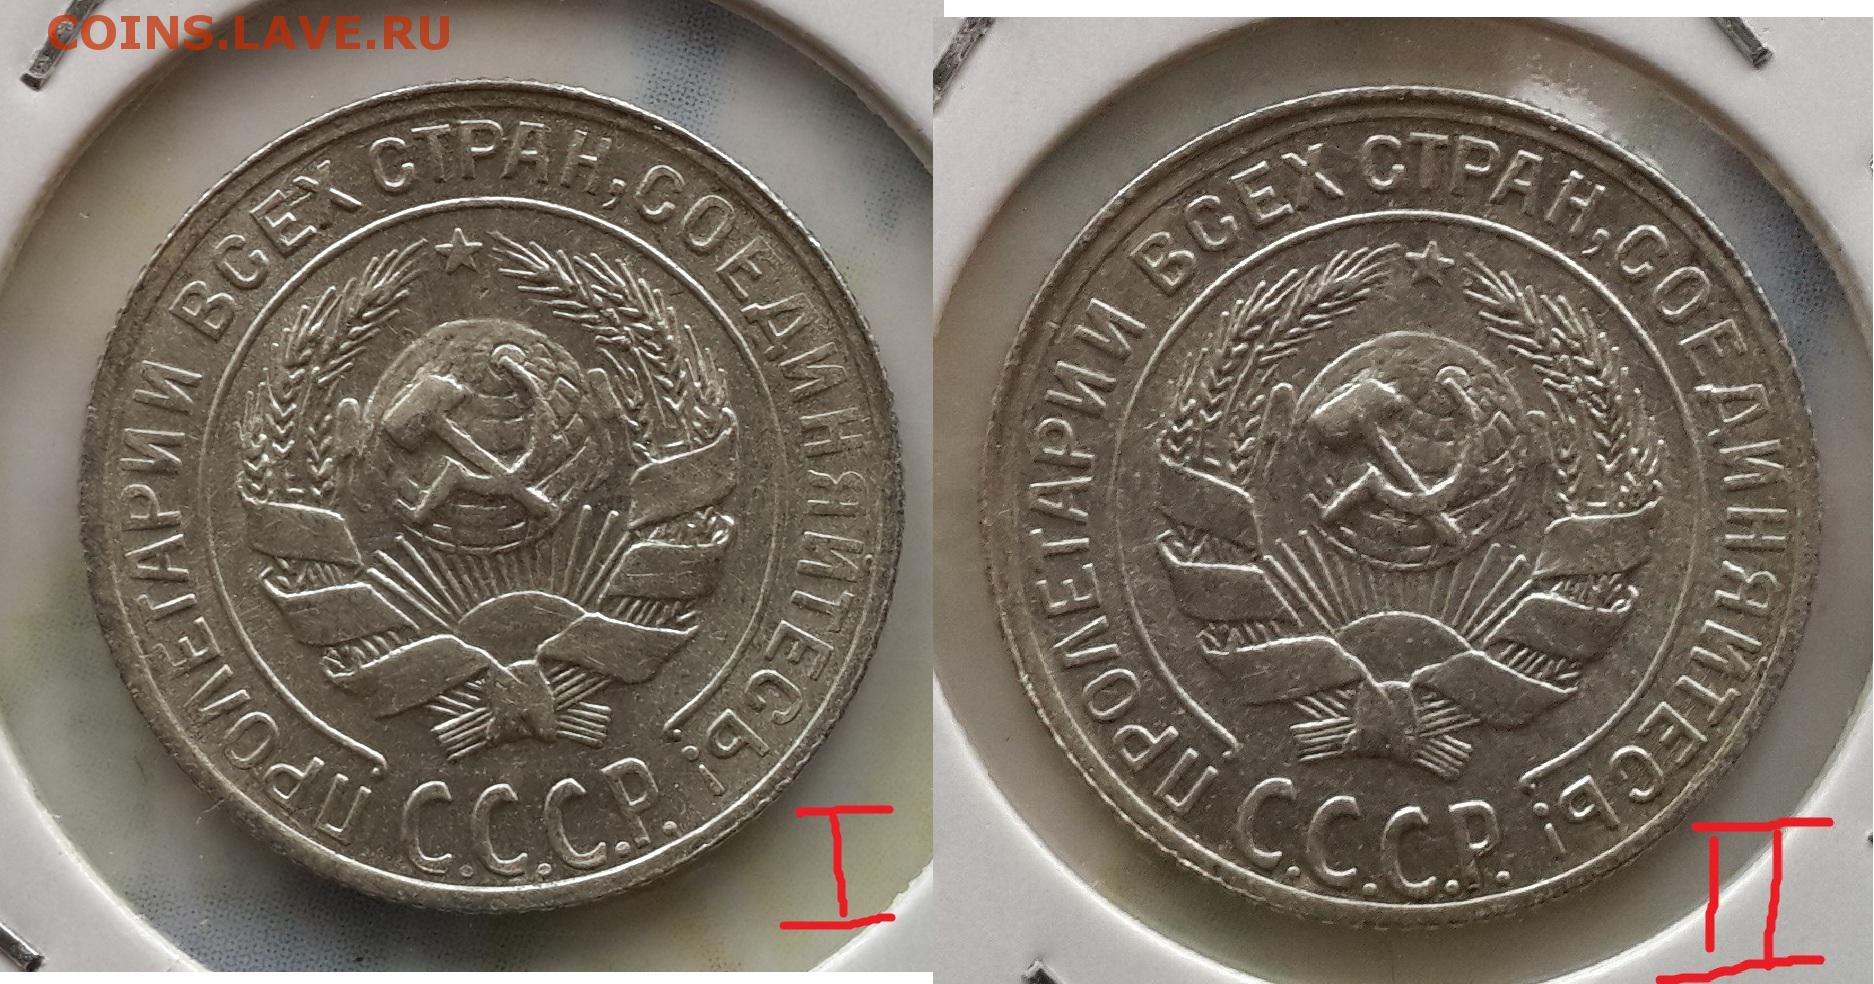 COINS.LAVE.RU
ПРОЛЕТАРИИ ВСЕХ СТРАН, СОЕДИНЯЙТЕСЬ!
С.С.С.Р.
I
ПРОЛЕТАРИИ ВСЕХ СТРАН, СОЕДИНЯЙТЕСЬ!
С.С.С.Р.
II